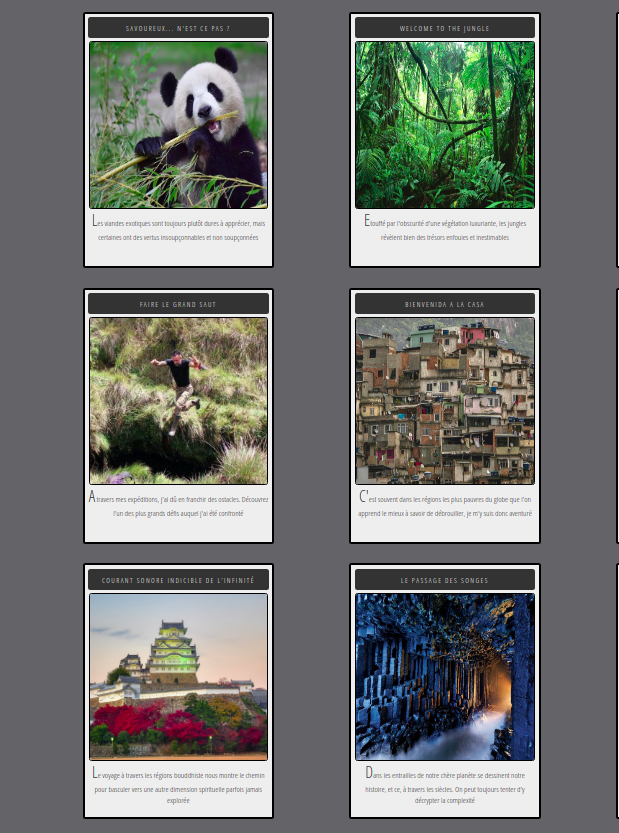 SAVOUREUX... N'EST CE PAS ?
Les viandes exotiques sont toujours plutôt dures à apprécier, mais
certaines ont des vertus insoupçonnables et non soupçonnées
WELCOME TO THE JUNGLE
Etouffé par l'obscurité d'une végétation luxuriante, les jungles
révèlent bien des trésors enfouies et inestimables
FAIRE LE GRAND SAUT
A travers mes expéditions, j'ai dû en franchir des ostacles. Découvrez
l'un des plus grands défis auquel j'ai été confronté
BIENVENIDA A LA CASA
C'est souvent dans les régions les plus pauvres du globe que l'on
apprend le mieux à savoir de débrouiller, je m'y suis donc aventuré
COURANT SONORE INDICIBLE DE L'INFINITÉ
Le voyage à travers les régions bouddhiste nous montre le chemin
pour basculer vers une autre dimension spirituelle parfois jamais
explorée
LE PASSAGE DES SONGES
Dans les entrailles de notre chère planète se dessinent notre
histoire, et ce, à travers les siècles. On peut toujours tenter d'y
décrypter la complexité